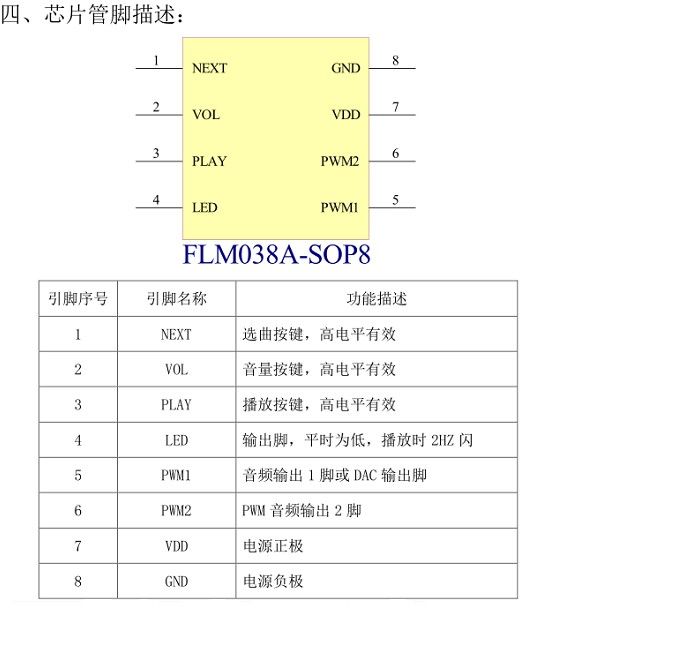 四、芯片管脚描述：
1 NEXT GND 8
2 VOL VDD 7
3 PLAY PWM2 6
4 LED PWM1 5
FLM038A-SOP8
引脚序号 引脚名称 功能描述
1 NEXT 选曲按键，高电平有效
2 VOL 音量按键，高电平有效
3 PLAY 播放按键，高电平有效
4 LED 输出脚，平时为低，播放时 2HZ 闪
5 PWM1 音频输出 1 脚或 DAC 输出脚
6 PWM2 PWM 音频输出 2 脚
7 VDD 电源正极
8 GND 电源负极